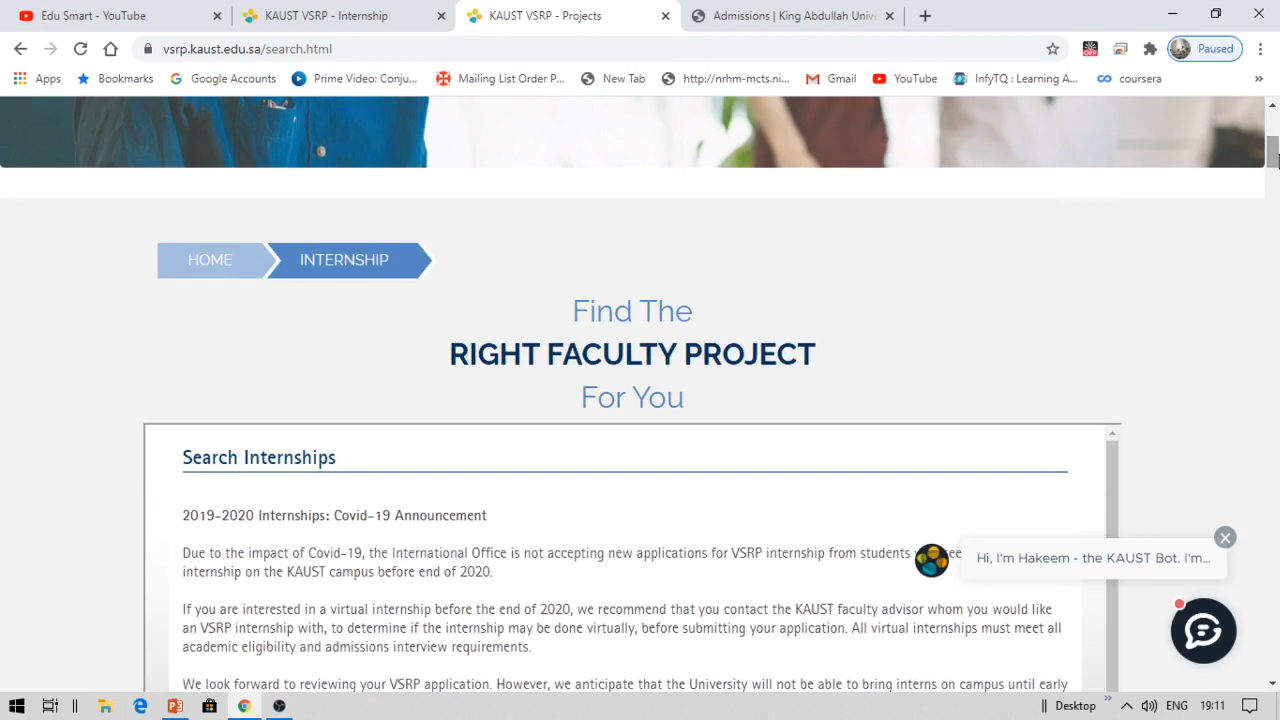 Edu Smart - YouTube
KAUST VSRP - Internship
KAUST VSRP - Projects
Admissions | King Abdullah Univ
vsrp.kaust.edu.sa/search.html
Paused
Apps
Bookmarks
Google Accounts
Prime Video: Conju...
Mailing List Order P...
New Tab
http://nhm-mcts.ni...
Gmail
YouTube
InfyTQ : Learning A...
coursera
»
HOME
INTERNSHIP
Find The
RIGHT FACULTY PROJECT
For You
Search Internships
2019-2020 Internships: Covid-19 Announcement
Due to the impact of Covid-19, the International Office is not accepting new applications for VSRP internship from students
internship on the KAUST campus before end of 2020.
Hi, I'm Hakeem - the KAUST Bot. I'm...
If you are interested in a virtual internship before the end of 2020, we recommend that you contact the KAUST faculty advisor whom you would like
an VSRP internship with, to determine if the internship may be done virtually, before submitting your application. All virtual internships must meet all
academic eligibility and admissions interview requirements.
We look forward to reviewing your VSRP application. However, we anticipate that the University will not be able to bring interns on campus until early
Desktop
»
ENG
19:11